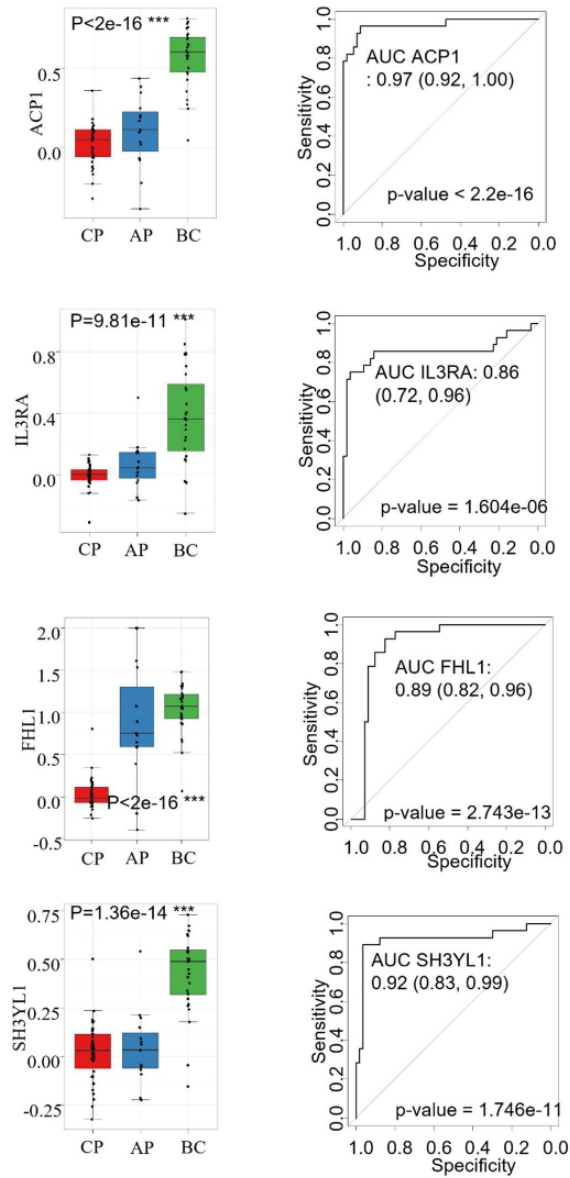 P<2e-16 ***
0.5
0.0
ACP1
CP AP BC
AUC ACP1
: 0.97 (0.92, 1.00)
p-value < 2.2e-16
Sensitivity
0.0 0.2 0.4 0.6 0.8 1.0
1.0 0.8 0.6 0.4 0.2 0.0
Specificity
P=9.81e-11 ***
0.8
0.4
0.0
IL3RA
CP AP BC
AUC IL3RA: 0.86
(0.72, 0.96)
p-value = 1.604e-06
Sensitivity
0.0 0.2 0.4 0.6 0.8 1.0
1.0 0.8 0.6 0.4 0.2 0.0
Specificity
2.0
1.5
1.0
0.5
0.0
-0.5
FHL1
P<2e-16 ***
CP AP BC
AUC FHL1:
0.89 (0.82, 0.96)
p-value = 2.743e-13
Sensitivity
0.0 0.2 0.4 0.6 0.8 1.0
1.0 0.8 0.6 0.4 0.2 0.0
Specificity
P=1.36e-14 ***
0.75
0.50
0.25
0.00
-0.25
SH3YL1
CP AP BC
AUC SH3YL1:
0.92 (0.83, 0.99)
p-value = 1.746e-11
Sensitivity
0.0 0.2 0.4 0.6 0.8 1.0
1.0 0.8 0.6 0.4 0.2 0.0
Specificity